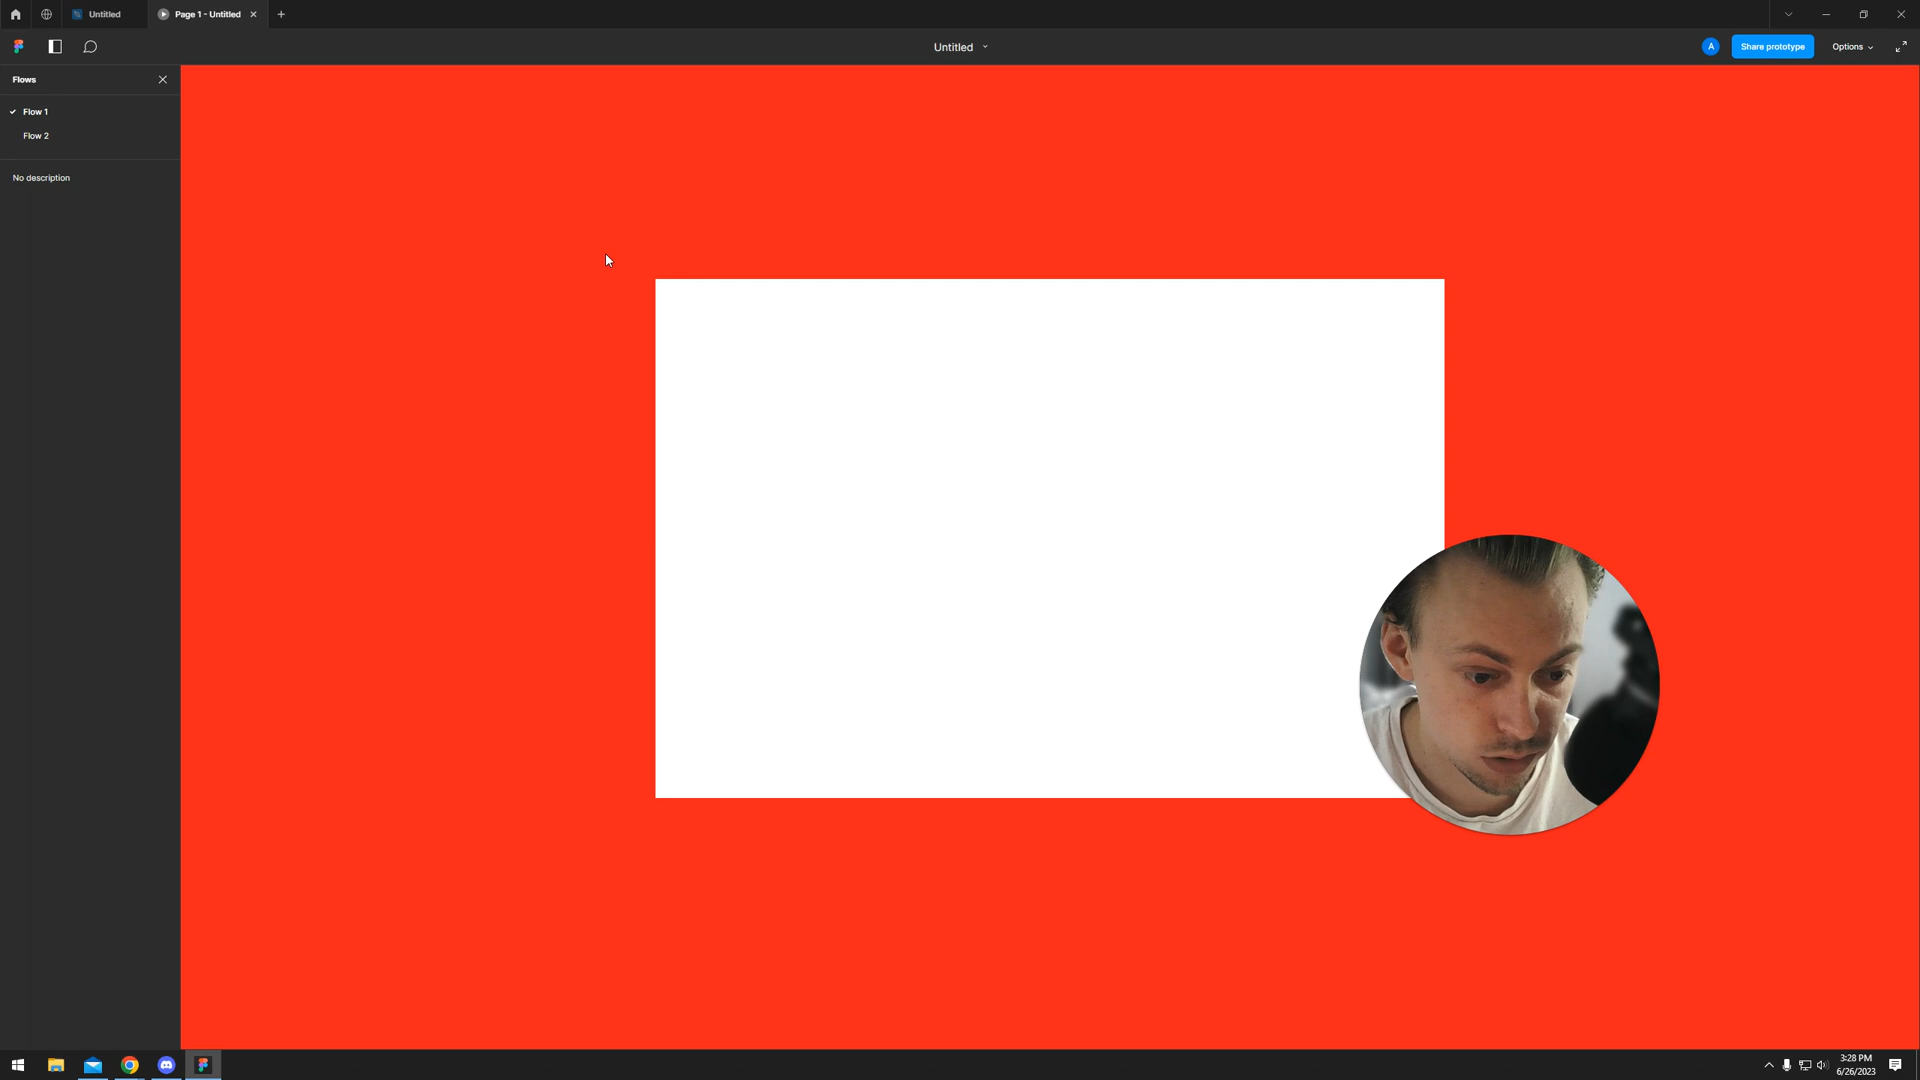 Untitled
Page 1 - Untitled
Untitled
A
Share prototype
Options
Flows
Flow 1
Flow 2
No description
3:28 PM
6/26/2023